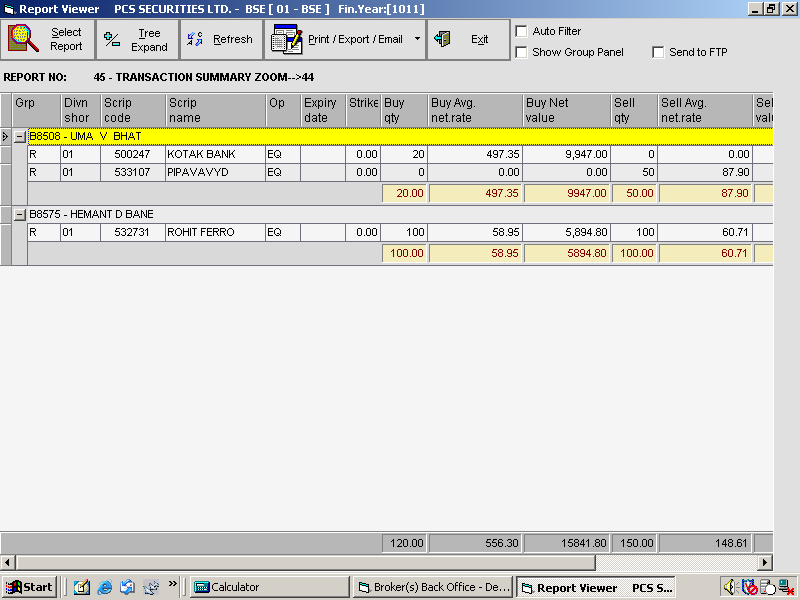 Report Viewer PCS SECURITIES LTD. - BSE [ 01 - BSE ] Fin.Year:[1011]
Select Report
Tree Expand
Refresh
Print / Export / Email
Exit
Auto Filter
Show Group Panel
Send to FTP
REPORT NO: 45 - TRANSACTION SUMMARY ZOOM-->44
Grp Divn Scrip Scrip Op Expiry Strike Buy Buy Avg. Buy Net Sell Sell Avg. Sel
shor code name date qty net.rate value qty net.rate valu
B8508 - UMA V BHAT
R 01 500247 KOTAK BANK EQ 0.00 20 497.35 9,947.00 0 0.00
R 01 533107 PIPAVAVYD EQ 0.00 0 0.00 0.00 50 87.90
20.00 497.35 9947.00 50.00 87.90
B8575 - HEMANT D BANE
R 01 532731 ROHIT FERRO EQ 0.00 100 58.95 5,894.80 100 60.71
100.00 58.95 5894.80 100.00 60.71
120.00 556.30 15841.80 150.00 148.61
Start
»
Calculator
Broker(s) Back Office - De...
Report Viewer PCS S...